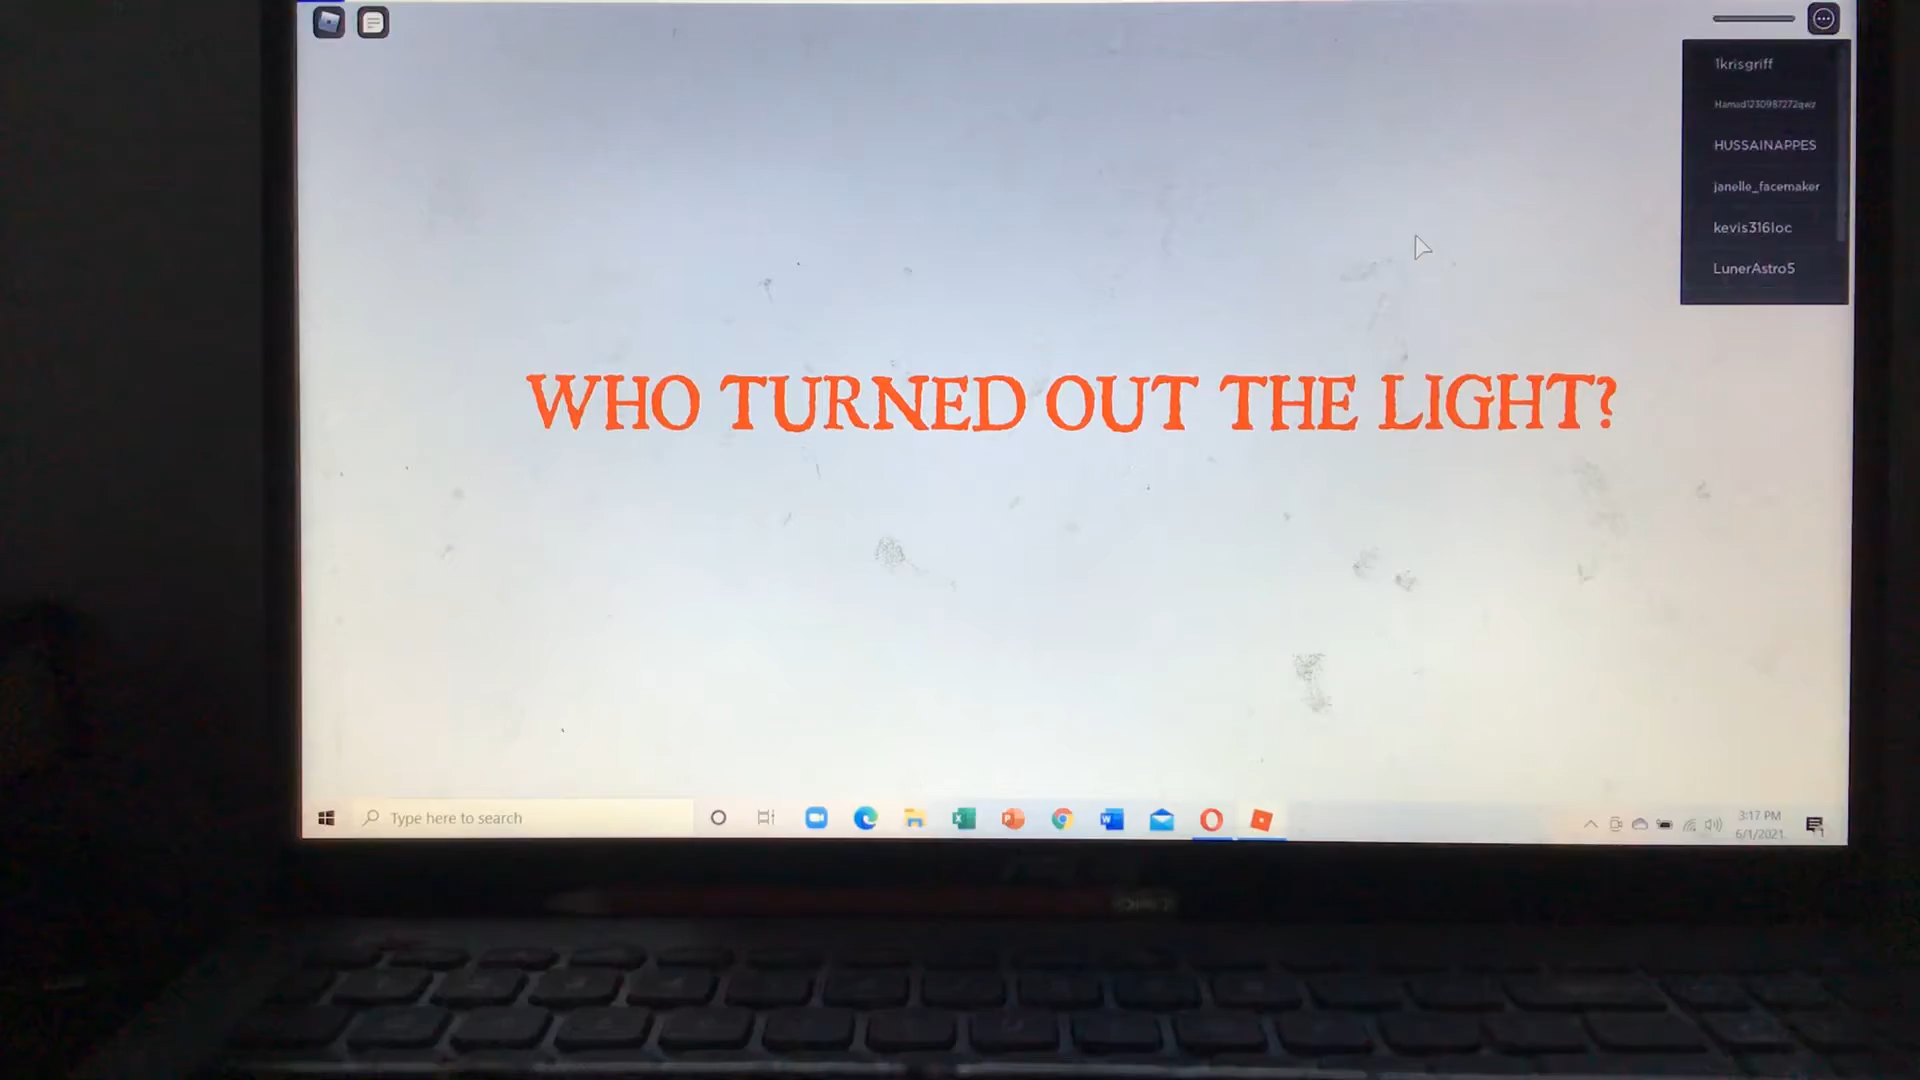 1krisgriff
Hamad1230987272qwiz
HUSSAINAPPES
janelle_facemaker
kevis316loc
LunerAstro5
WHO TURNED OUT THE LIGHT?
Type here to search
3:17 PM
6/1/2021